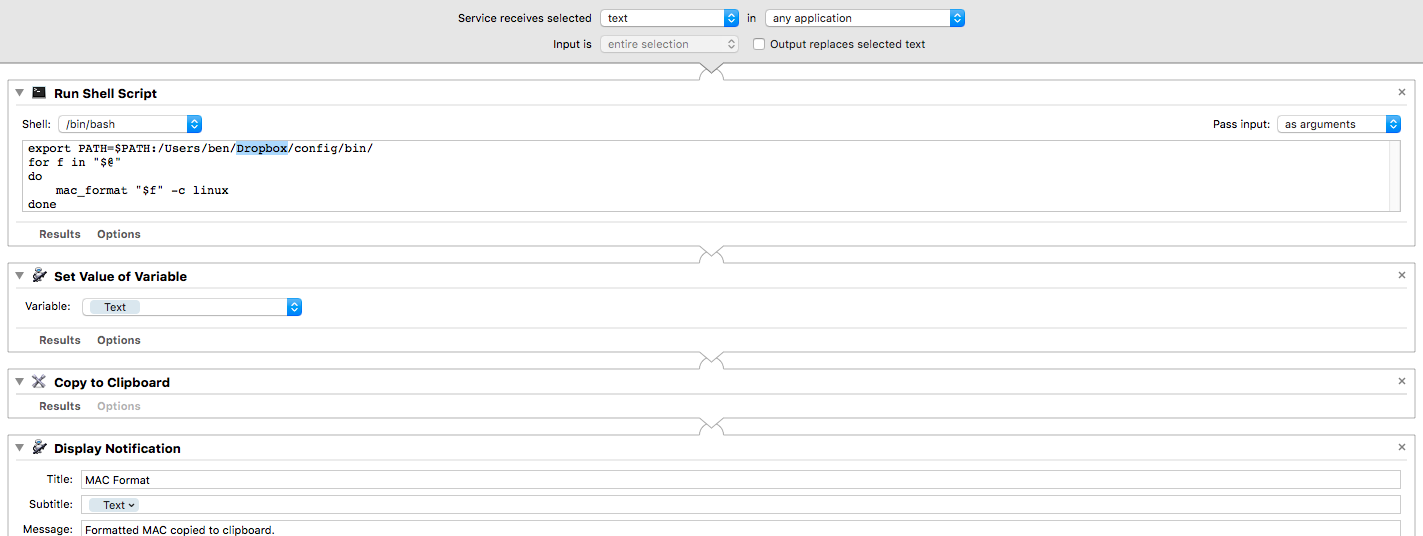 Service receives selected text in any application
Input is entire selection Output replaces selected text
Run Shell Script
Shell: /bin/bash Pass input: as arguments
export PATH=$PATH:/Users/ben/Dropbox/config/bin/
for f in "$@"
do
    mac_format "$f" -c linux
done
Results Options
Set Value of Variable
Variable: Text
Results Options
Copy to Clipboard
Results Options
Display Notification
Title: MAC Format
Subtitle: Text
Message: Formatted MAC copied to clipboard.